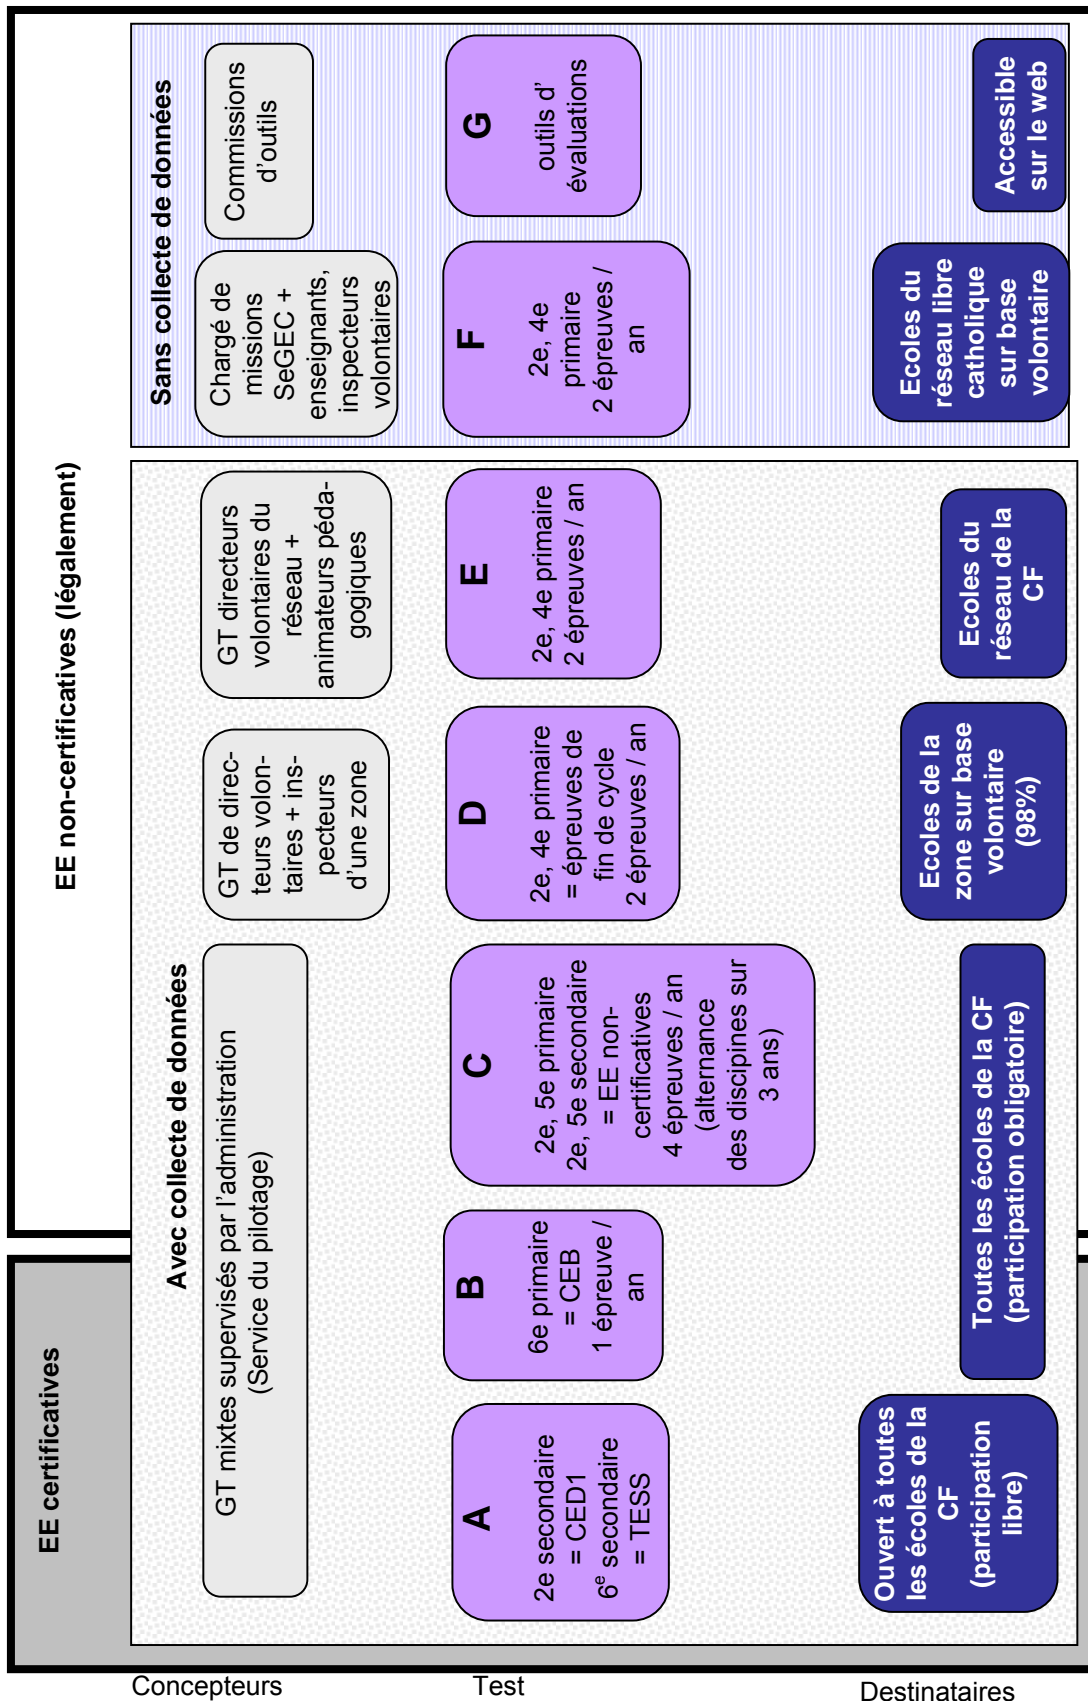 EE certificatives
EE non-certificatives (légalement)
Avec collecte de données
Sans collecte de données
Concepteurs
GT mixtes supervisés par l'administration
(Service du pilotage)
GT de direc-
teurs volon-
taires + ins-
pecteurs
d'une zone
GT directeurs
volontaires du
réseau +
animateurs péda-
gogiques
Chargé de
missions
SeGEC +
enseignants,
inspecteurs
volontaires
Commissions
d'outils
Test
A
2e secondaire
= CED1
6e secondaire
= TESS
B
6e primaire
= CEB
1 épreuve /
an
C
2e, 5e primaire
2e, 5e secondaire
= EE non-
certificatives
4 épreuves / an
(alternance
des discipines sur
3 ans)
D
2e, 4e primaire
= épreuves de
fin de cycle
2 épreuves / an
E
2e, 4e primaire
2 épreuves / an
F
2e, 4e
primaire
2 épreuves /
an
G
outils d'
évaluations
Destinataires
Ouvert à toutes
les écoles de la
CF
(participation
libre)
Toutes les écoles de la CF
(participation obligatoire)
Ecoles de la
zone sur base
volontaire
(98%)
Ecoles du
réseau de la
CF
Ecoles du
réseau libre
catholique
sur base
volontaire
Accessible
sur le web